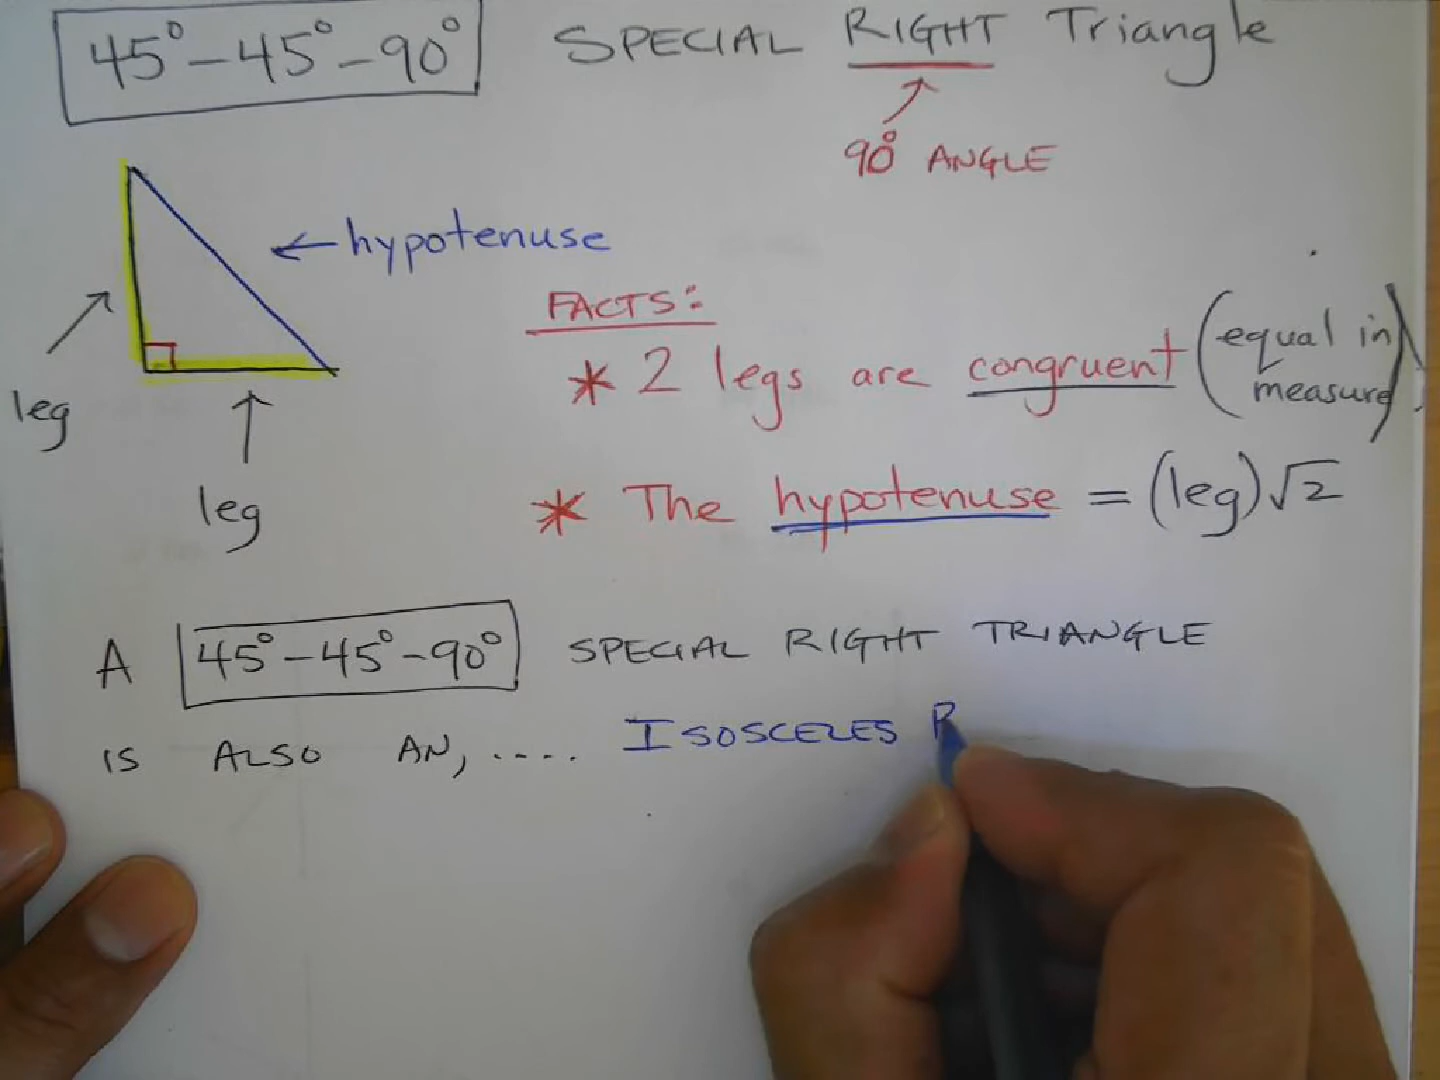 45°-45°-90° SPECIAL RIGHT Triangle
90° ANGLE
hypotenuse
leg
leg
FACTS:
* 2 legs are congruent (equal in
measure)
* The hypotenuse = (leg)√2
A 45°-45°-90° SPECIAL RIGHT TRIANGLE
IS ALSO AN, .... ISOSCELES R